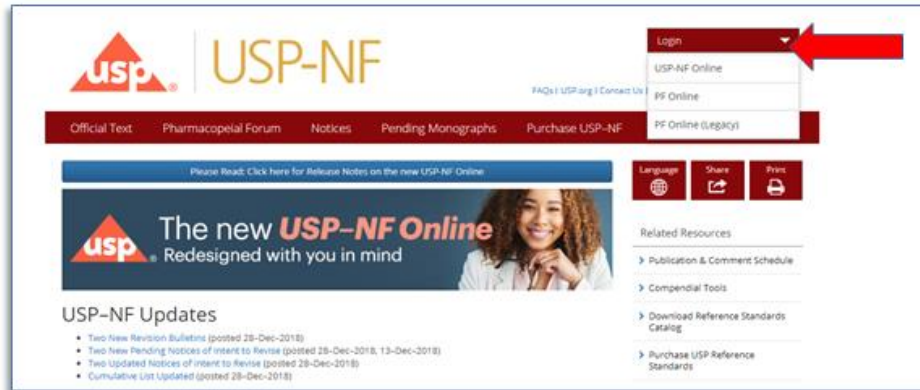 usp
USP-NF
Login
USP-NF Online
PF Online
PF Online (Legacy)
FAQs | USP.org | Contact Us |
Official Text Pharmacopeial Forum Notices Pending Monographs Purchase USP–NF
Please Read: Click here for Release Notes on the new USP-NF Online
Language Share Print
usp
The new USP–NF Online
Redesigned with you in mind
Related Resources
Publication & Comment Schedule
Compendial Tools
Download Reference Standards
Catalog
Purchase USP Reference
Standards
USP–NF Updates
Two New Revision Bulletins (posted 28–Dec–2018)
Two New Pending Notices of Intent to Revise (posted 28–Dec–2018, 13–Dec–2018)
Two Updated Notices of Intent to Revise (posted 28–Dec–2018)
Cumulative List Updated (posted 28–Dec–2018)